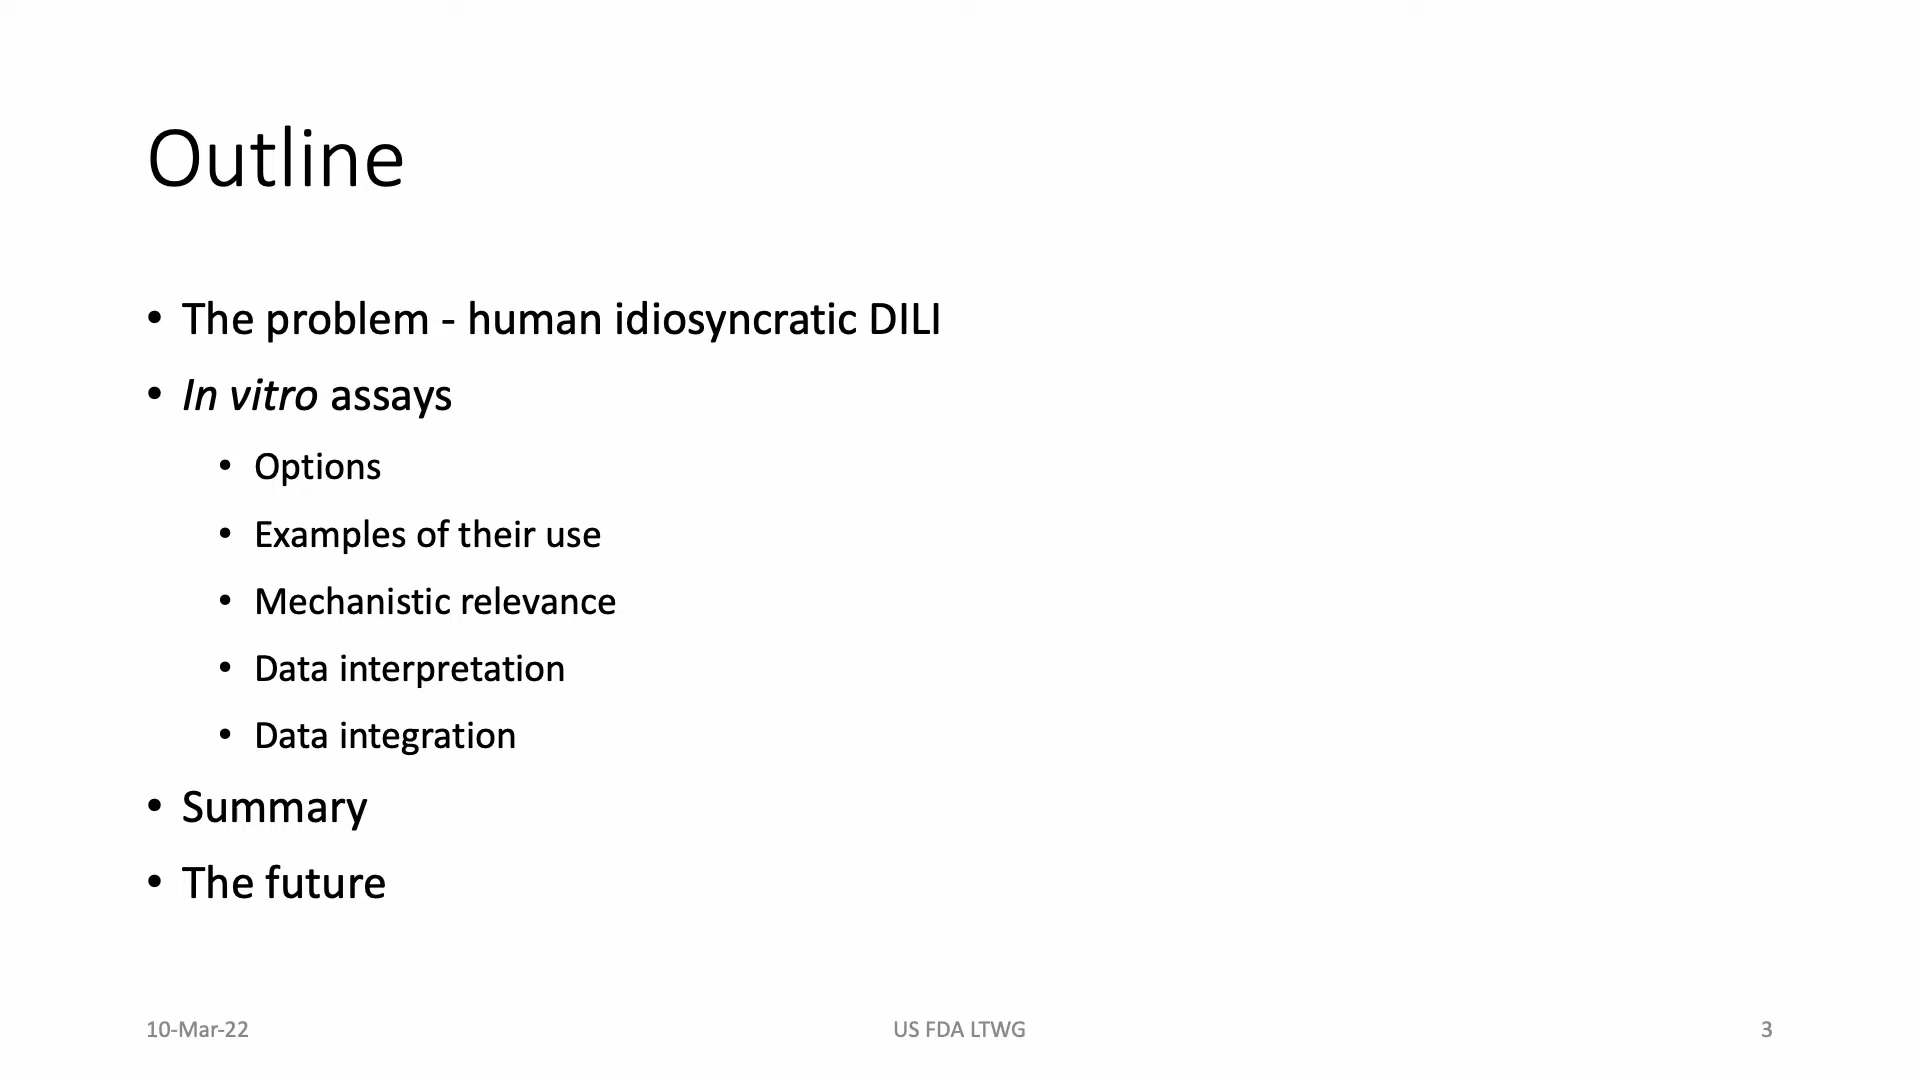 Outline
• The problem - human idiosyncratic DILI
• In vitro assays
• Options
• Examples of their use
• Mechanistic relevance
• Data interpretation
• Data integration
• Summary
• The future
10-Mar-22
US FDA LTWG
3